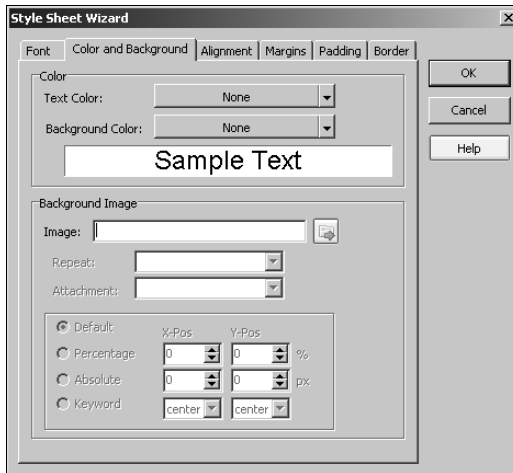 Style Sheet Wizard
Font Color and Background Alignment Margins Padding Border
OK
Cancel
Help
Color
Text Color: None
Background Color: None
Sample Text
Background Image
Image:
Repeat:
Attachment:
Default X-Pos Y-Pos
Percentage 0 0 %
Absolute 0 0 px
Keyword center center